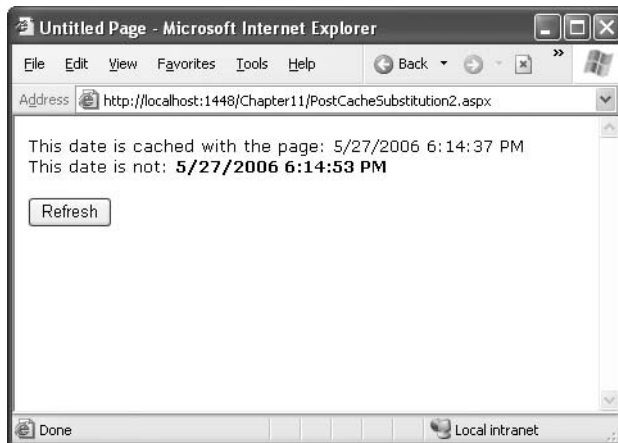 Untitled Page - Microsoft Internet Explorer
File Edit View Favorites Tools Help Back »
Address http://localhost:1448/Chapter11/PostCacheSubstitution2.aspx
This date is cached with the page: 5/27/2006 6:14:37 PM
This date is not: 5/27/2006 6:14:53 PM
Refresh
Done Local intranet